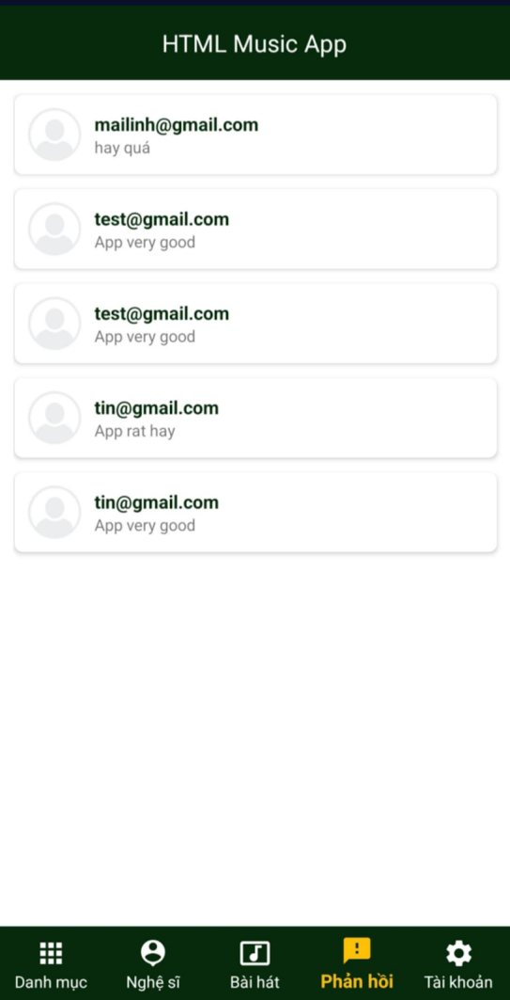 HTML Music App
mailinh@gmail.com
hay quá
test@gmail.com
App very good
test@gmail.com
App very good
tin@gmail.com
App rat hay
tin@gmail.com
App very good
Danh mục
Nghệ sĩ
Bài hát
Phản hồi
Tài khoản